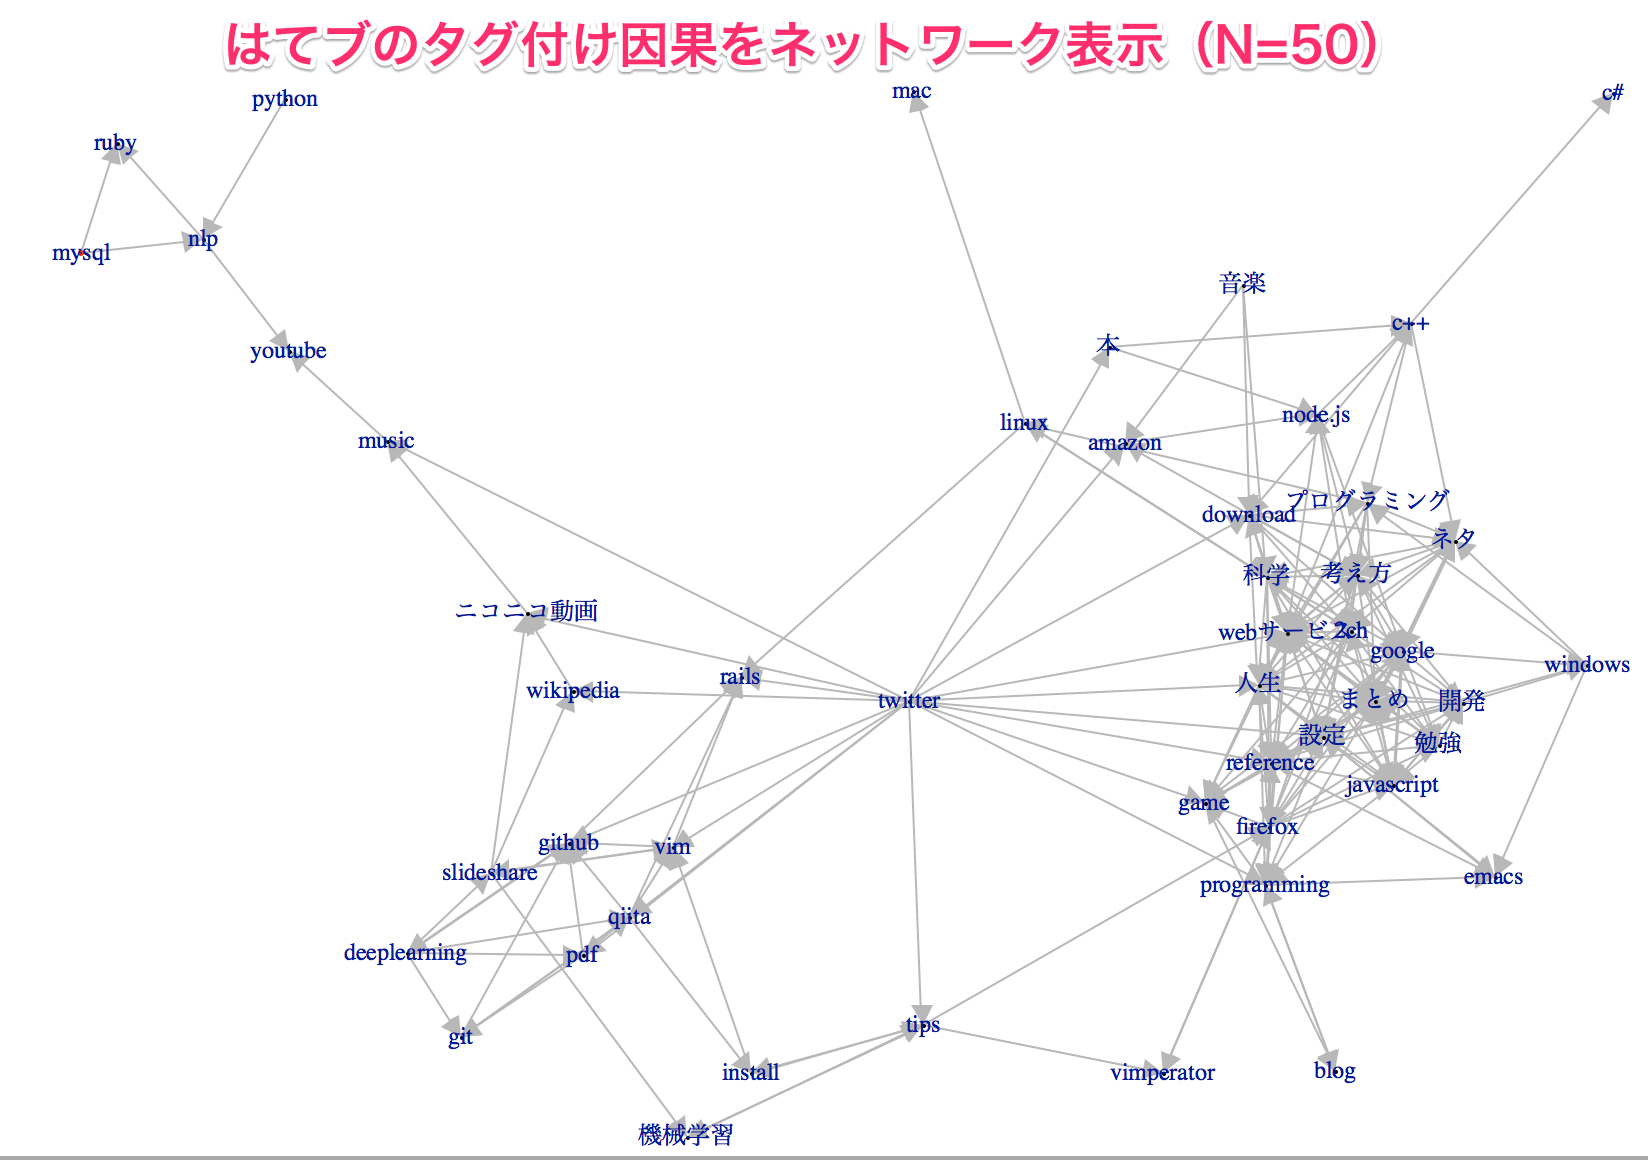 はてブのタグ付け因果をネットワーク表示（N=50）
mac
c#
python
ruby
nlp
mysql
音楽
c++
本
youtube
node.js
linux
amazon
music
プログラミング
download
ネタ
科学
考え方
ニコニコ動画
webサービス
2ch
google
windows
rails
人生
wikipedia
twitter
まとめ
開発
設定
勉強
reference
javascript
game
firefox
github
vim
slideshare
programming
emacs
qiita
deeplearning
pdf
tips
git
install
vimperator
blog
機械学習